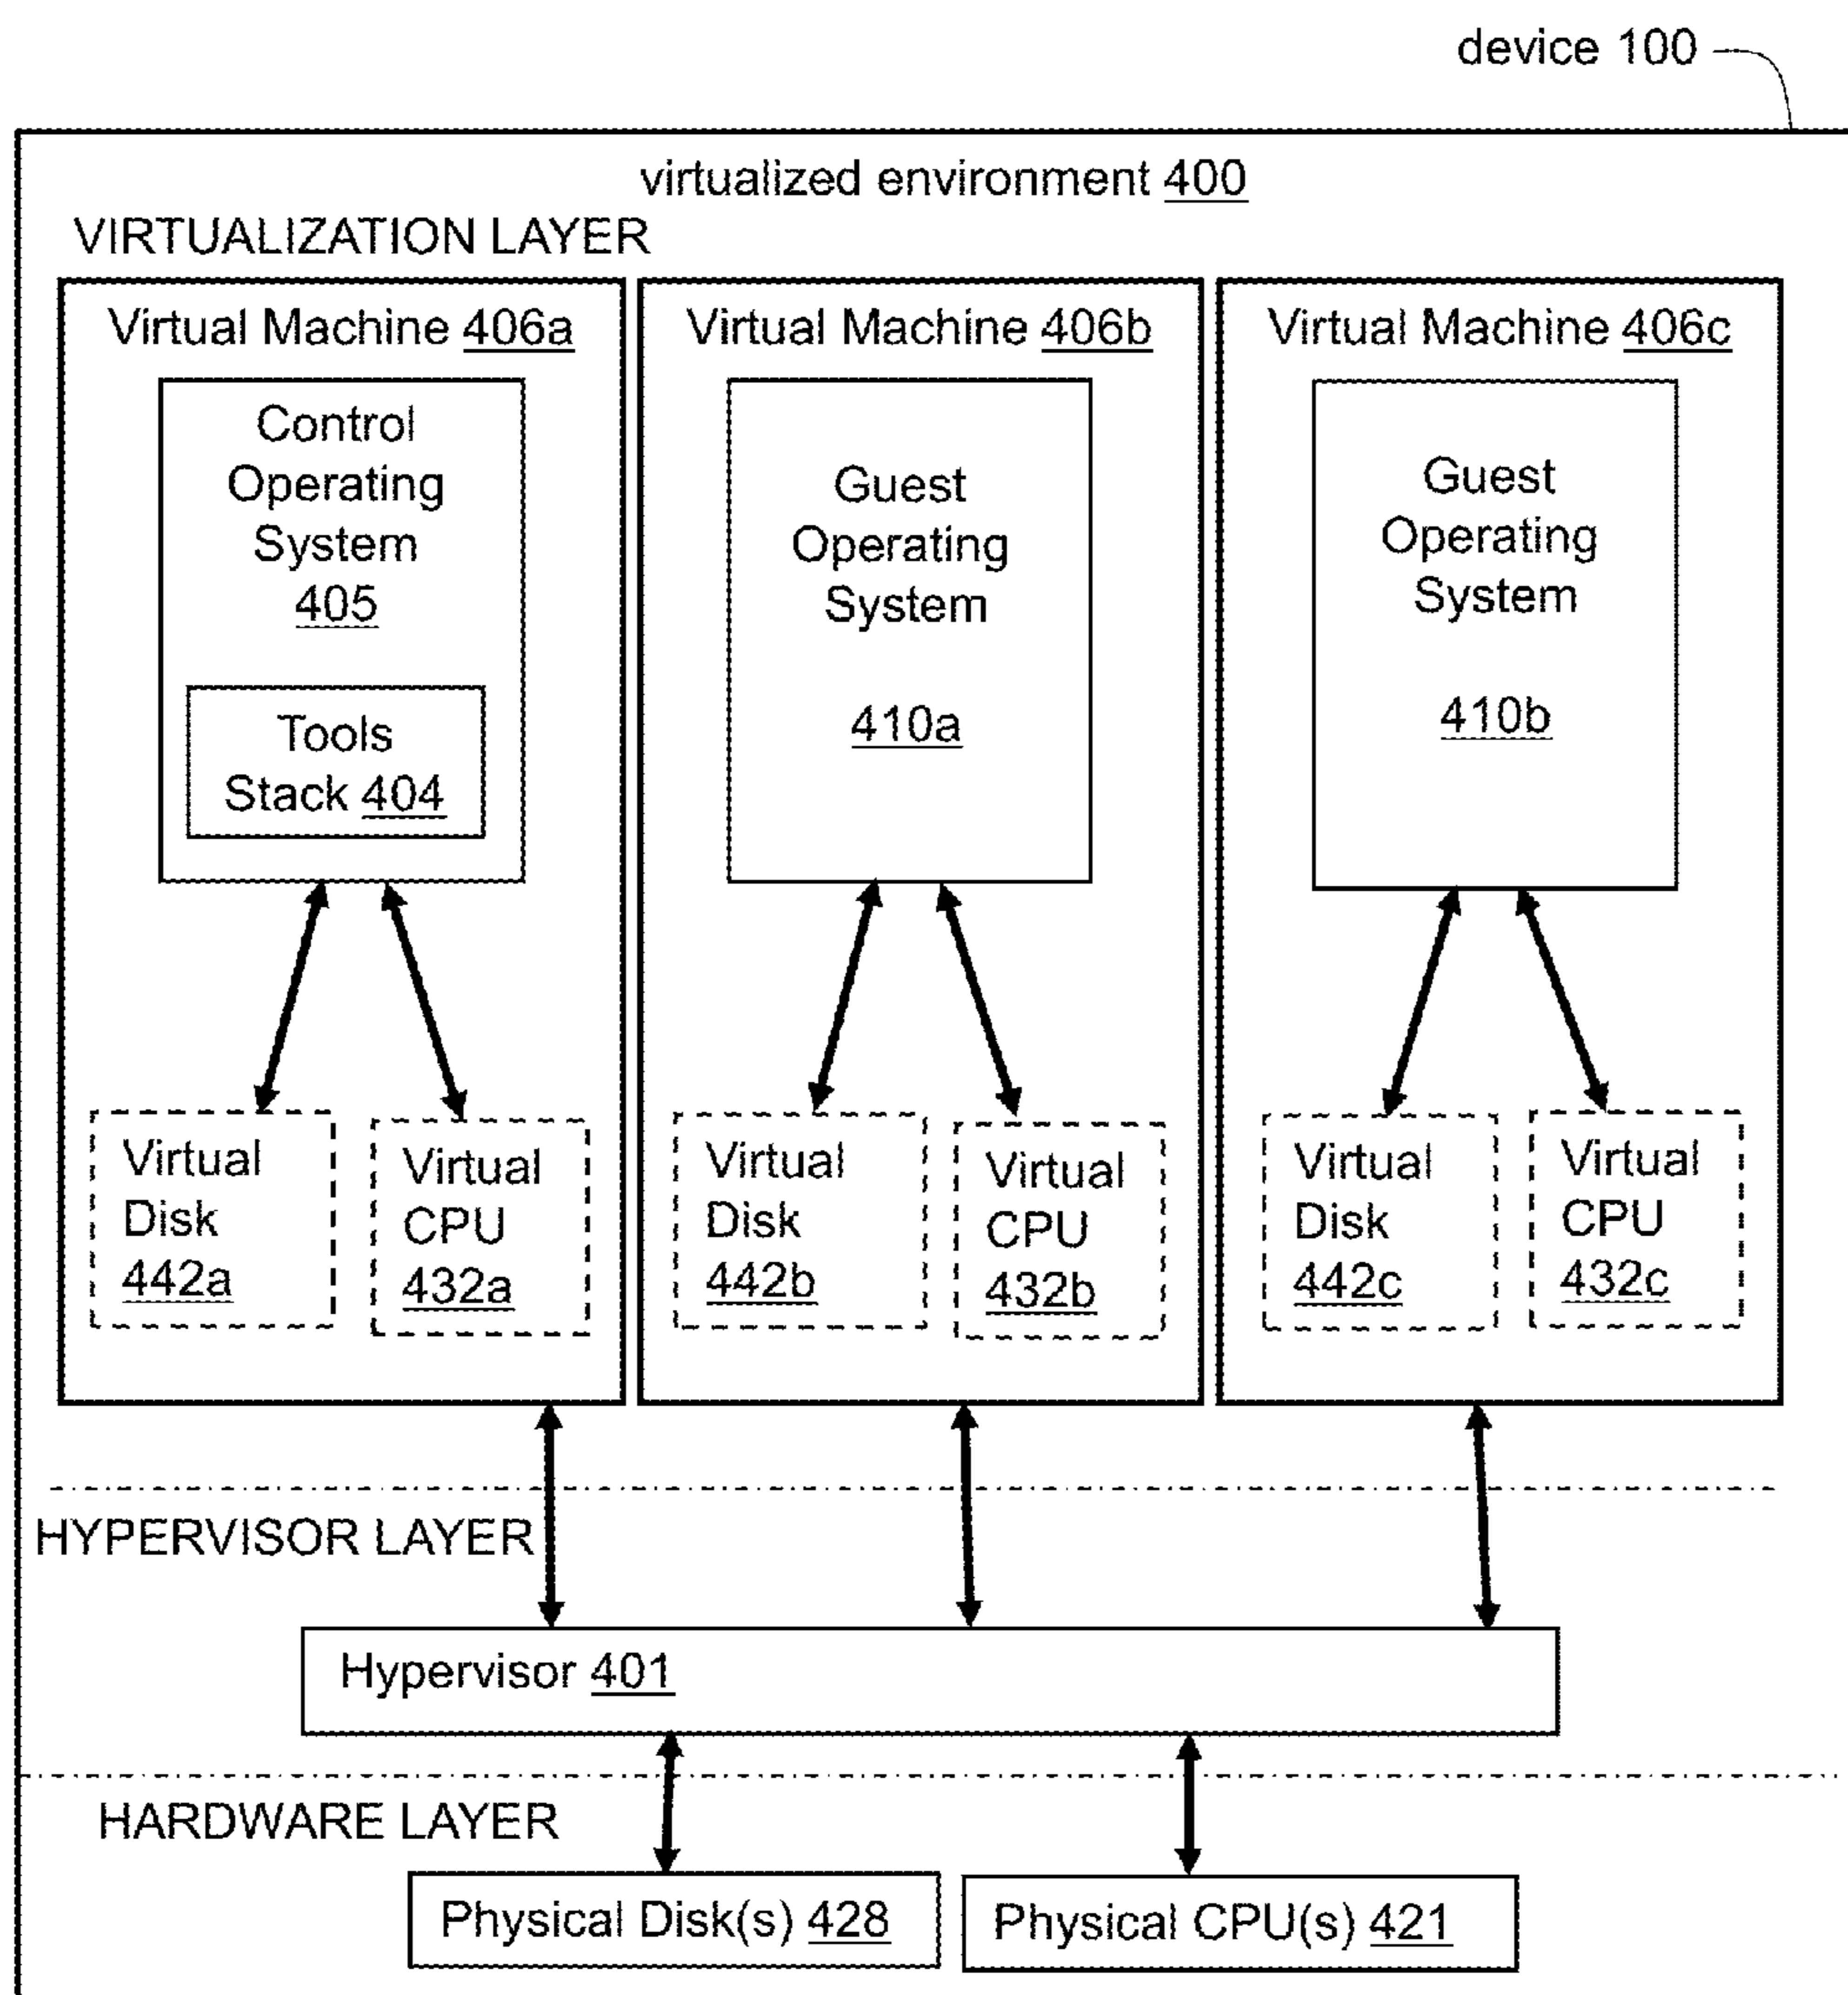 device 100
virtualized environment 400
VIRTUALIZATION LAYER
Virtual Machine 406a
Control
Operating
System
405
Tools
Stack 404
Virtual
Disk
442a
Virtual
CPU
432a
Virtual Machine 406b
Guest
Operating
System
410a
Virtual
Disk
442b
Virtual
CPU
432b
Virtual Machine 406c
Guest
Operating
System
410b
Virtual
Disk
442c
Virtual
CPU
432c
HYPERVISOR LAYER
Hypervisor 401
HARDWARE LAYER
Physical Disk(s) 428
Physical CPU(s) 421